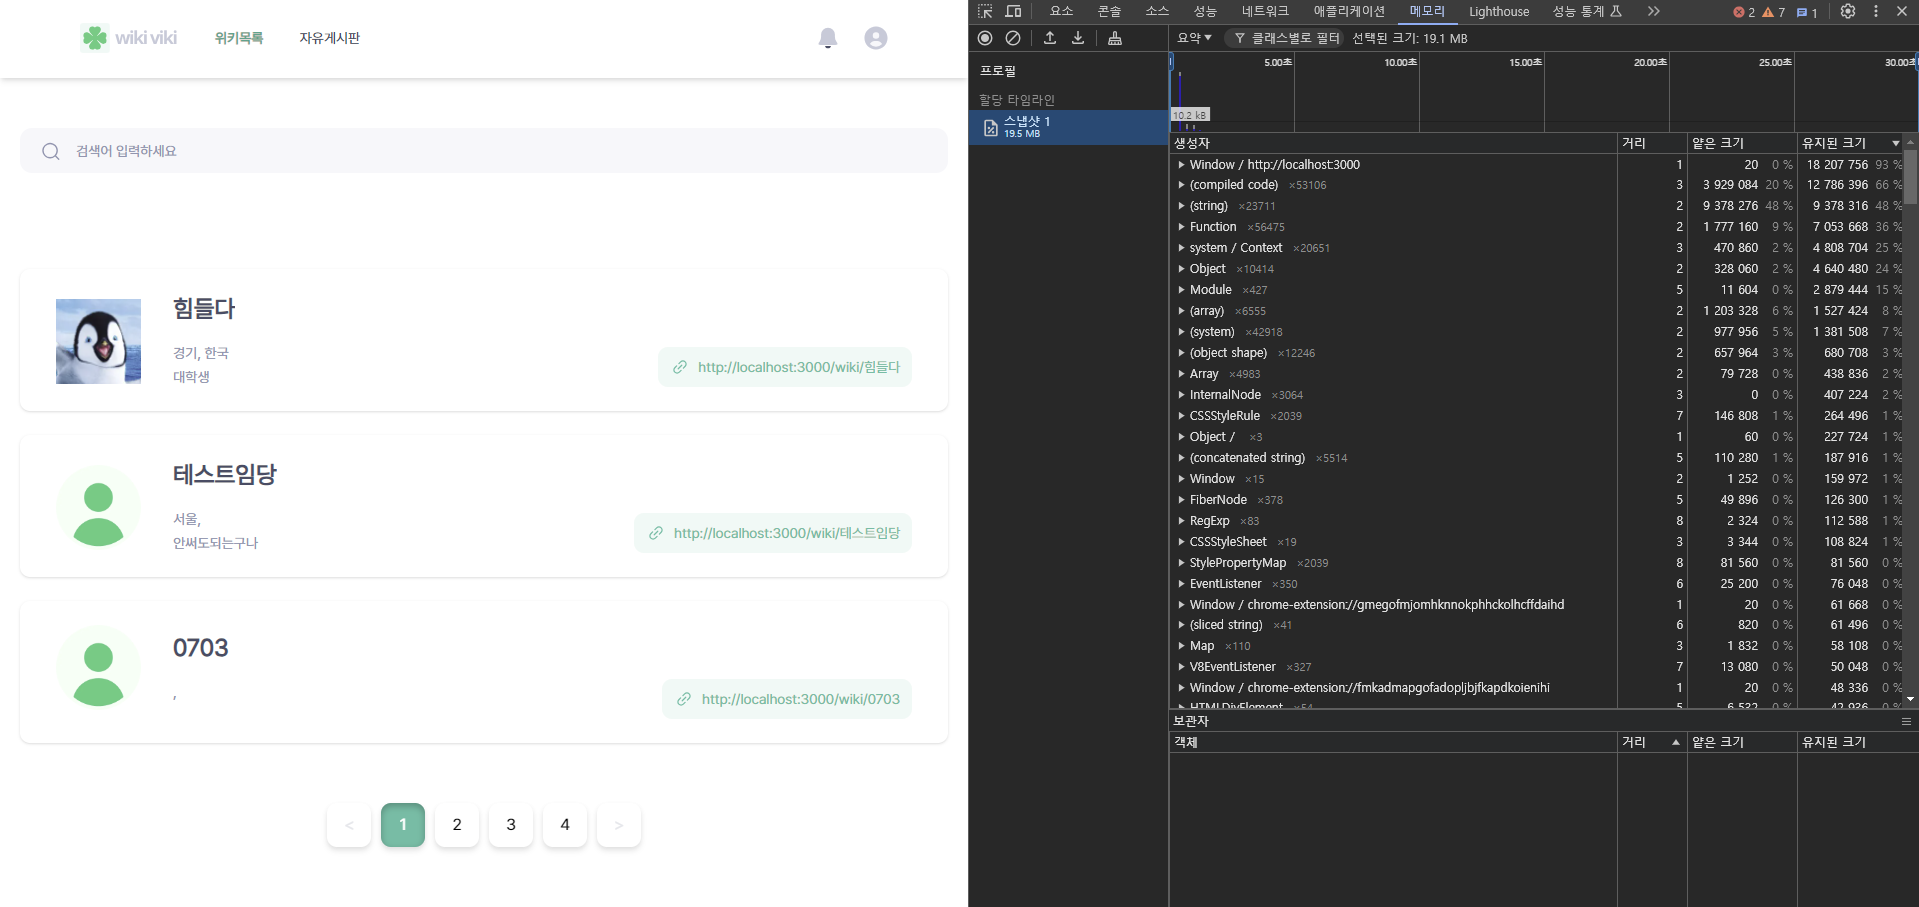 wiki viki 위키목록 자유게시판
검색어 입력하세요
힘들다
경기, 한국
대학생
http://localhost:3000/wiki/힘들다
테스트임당
서울,
안써도되는구나
http://localhost:3000/wiki/테스트임당
0703
,
http://localhost:3000/wiki/0703
< 1 2 3 4 >
요소 콘솔 소스 성능 네트워크 애플리케이션 메모리 Lighthouse 성능 통계 2 7 1
요약 클래스별로 필터 선택된 크기: 19.1 MB
프로필
할당 타임라인
스냅샷 1
19.5 MB
5.00초 10.00초 15.00초 20.00초 25.00초 30.00초
10.2 kB
생성자 거리 얕은 크기 유지된 크기
Window / http://localhost:3000 1 20 0 % 18 207 756 93 %
(compiled code) ×53106 3 3 929 084 20 % 12 786 396 66 %
(string) ×23711 2 9 378 276 48 % 9 378 316 48 %
Function ×56475 2 1 777 160 9 % 7 053 668 36 %
system / Context ×20651 3 470 860 2 % 4 808 704 25 %
Object ×10414 2 328 060 2 % 4 640 480 24 %
Module ×427 5 11 604 0 % 2 879 444 15 %
(array) ×6555 2 1 203 328 6 % 1 527 424 8 %
(system) ×42918 2 977 956 5 % 1 381 508 7 %
(object shape) ×12246 2 657 964 3 % 680 708 3 %
Array ×4983 2 79 728 0 % 438 836 2 %
InternalNode ×3064 3 0 0 % 407 224 2 %
CSSStyleRule ×2039 7 146 808 1 % 264 496 1 %
Object / ×3 1 60 0 % 227 724 1 %
(concatenated string) ×5514 5 110 280 1 % 187 916 1 %
Window ×15 2 1 252 0 % 159 972 1 %
FiberNode ×378 5 49 896 0 % 126 300 1 %
RegExp ×83 8 2 324 0 % 112 588 1 %
CSSStyleSheet ×19 3 3 344 0 % 108 824 1 %
StylePropertyMap ×2039 8 81 560 0 % 81 560 0 %
EventListener ×350 6 25 200 0 % 76 048 0 %
Window / chrome-extension://gmegofmjomhknnokphhckolhcffdaihd 1 20 0 % 61 668 0 %
(sliced string) ×41 6 820 0 % 61 496 0 %
Map ×110 3 1 832 0 % 58 108 0 %
V8EventListener ×327 7 13 080 0 % 50 048 0 %
Window / chrome-extension://fmkadmapgofadopljbjfkapdkoienihi 1 20 0 % 48 336 0 %
HTMLDivElement ×54 5 6 532 0 % 42 936 0 %
보관자
객체 거리 얕은 크기 유지된 크기